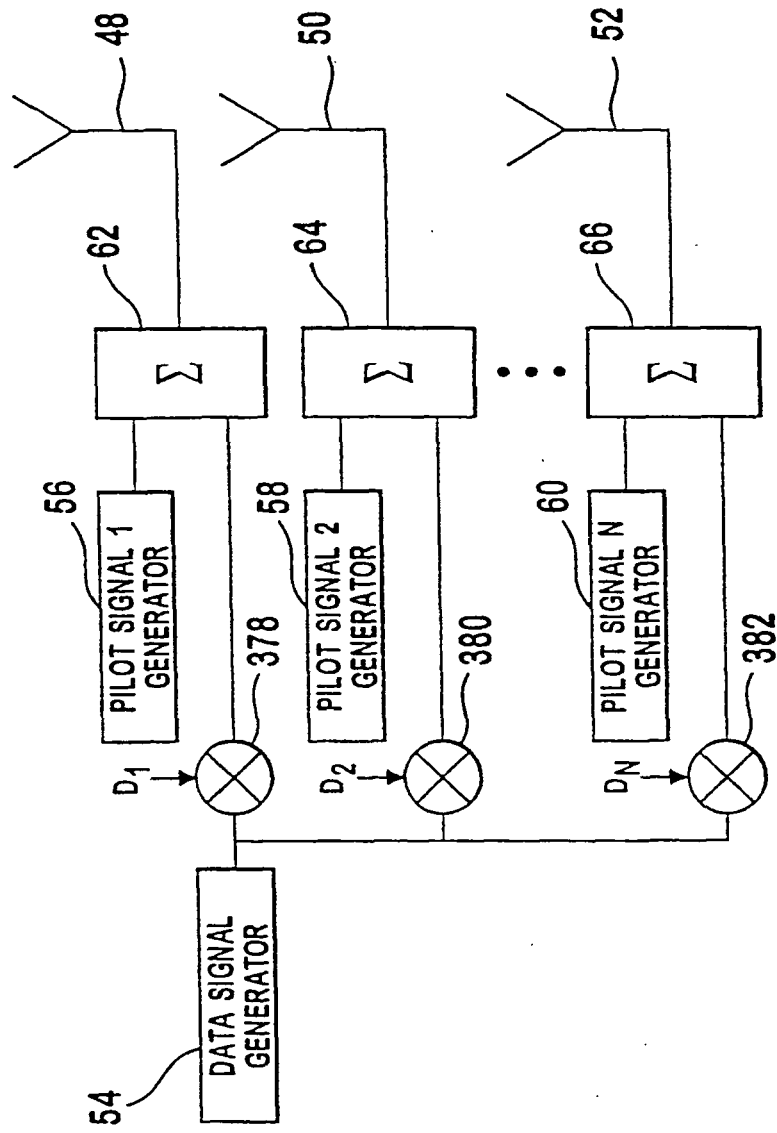 48
50
52
62
64
66
Σ
Σ
Σ
56
58
60
PILOT SIGNAL 1
GENERATOR
PILOT SIGNAL 2
GENERATOR
PILOT SIGNAL N
GENERATOR
378
380
382
D1
D2
DN
DATA SIGNAL
GENERATOR
54